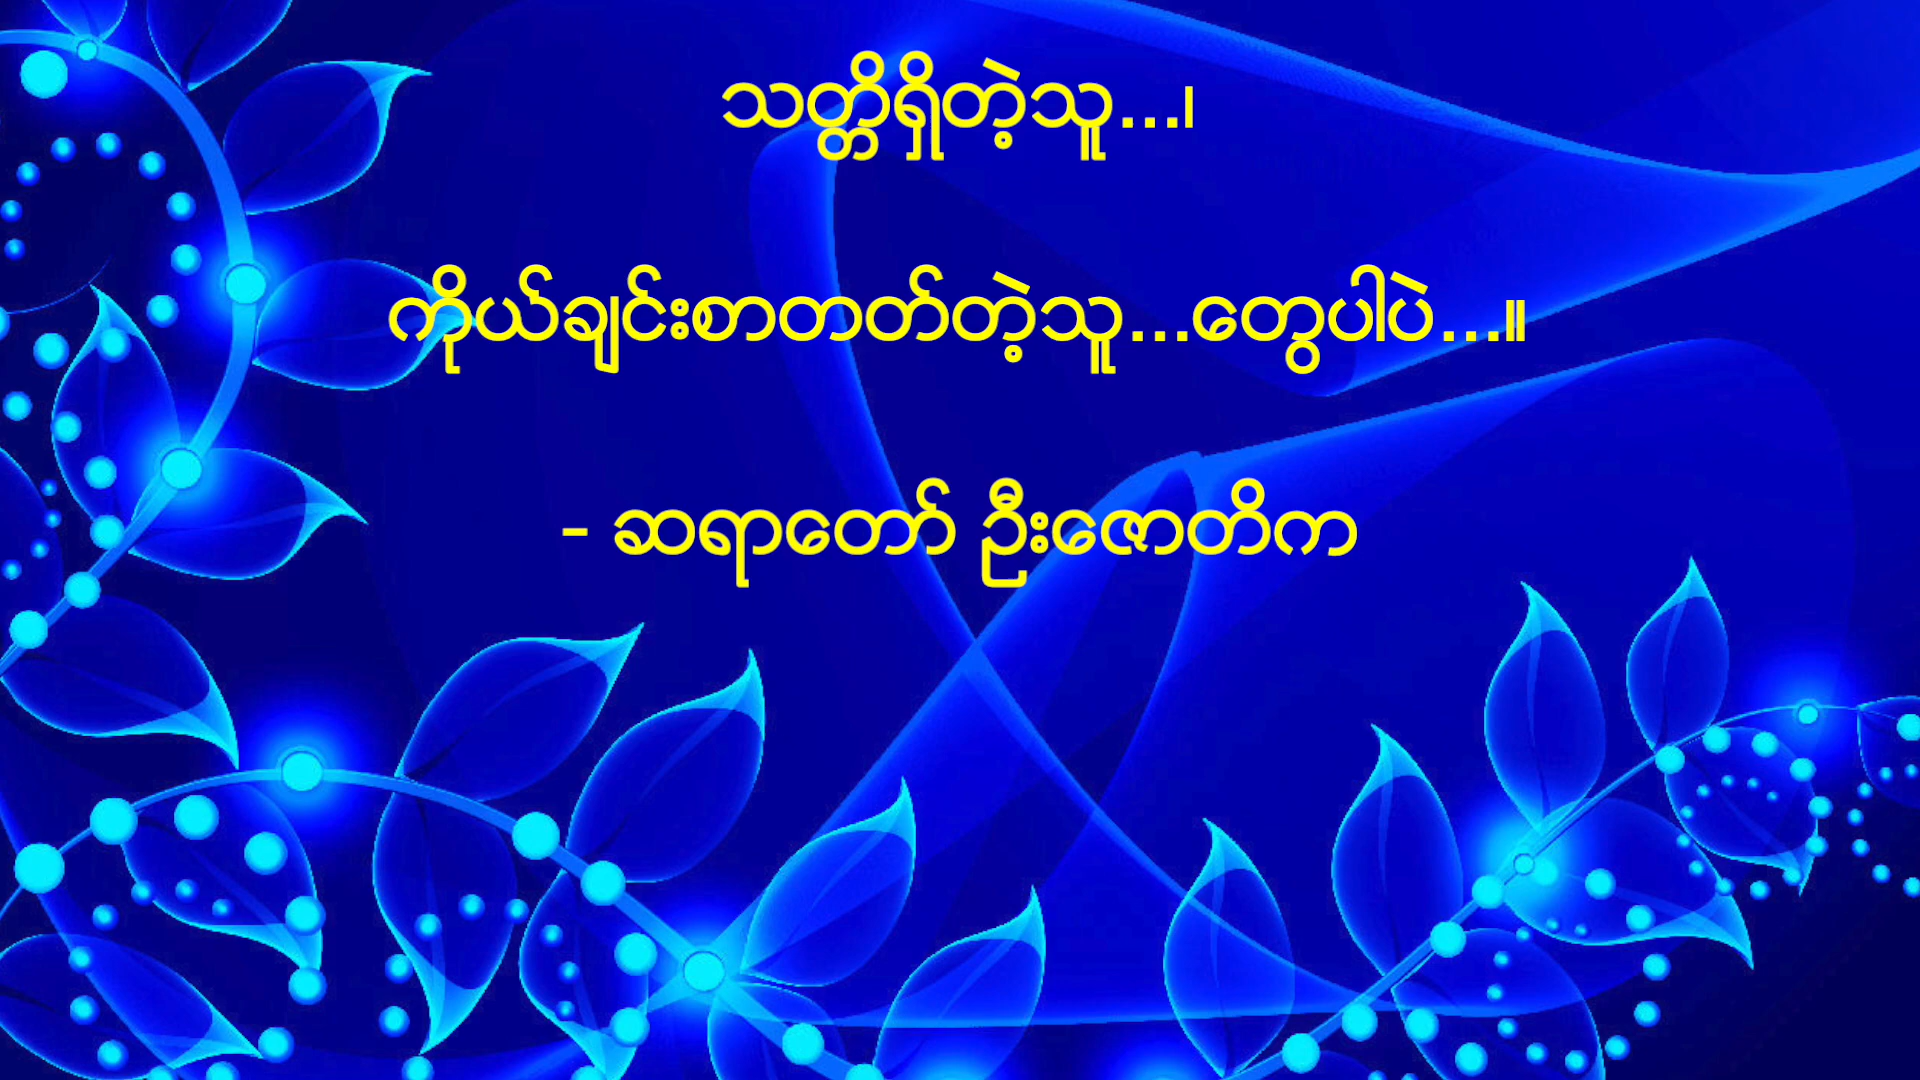 သတ္တိရှိတဲ့သူ...၊
ကိုယ်ချင်းစာတတ်တဲ့သူ...တွေပါပဲ...။
- ဆရာတော် ဦးဇောတိက